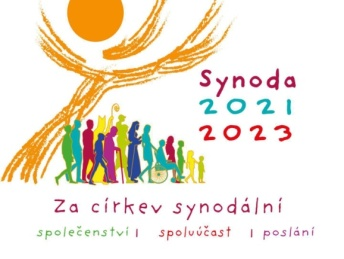 Synoda
2021
2023
Za církev synodální
společenství | spoluúčast | poslání